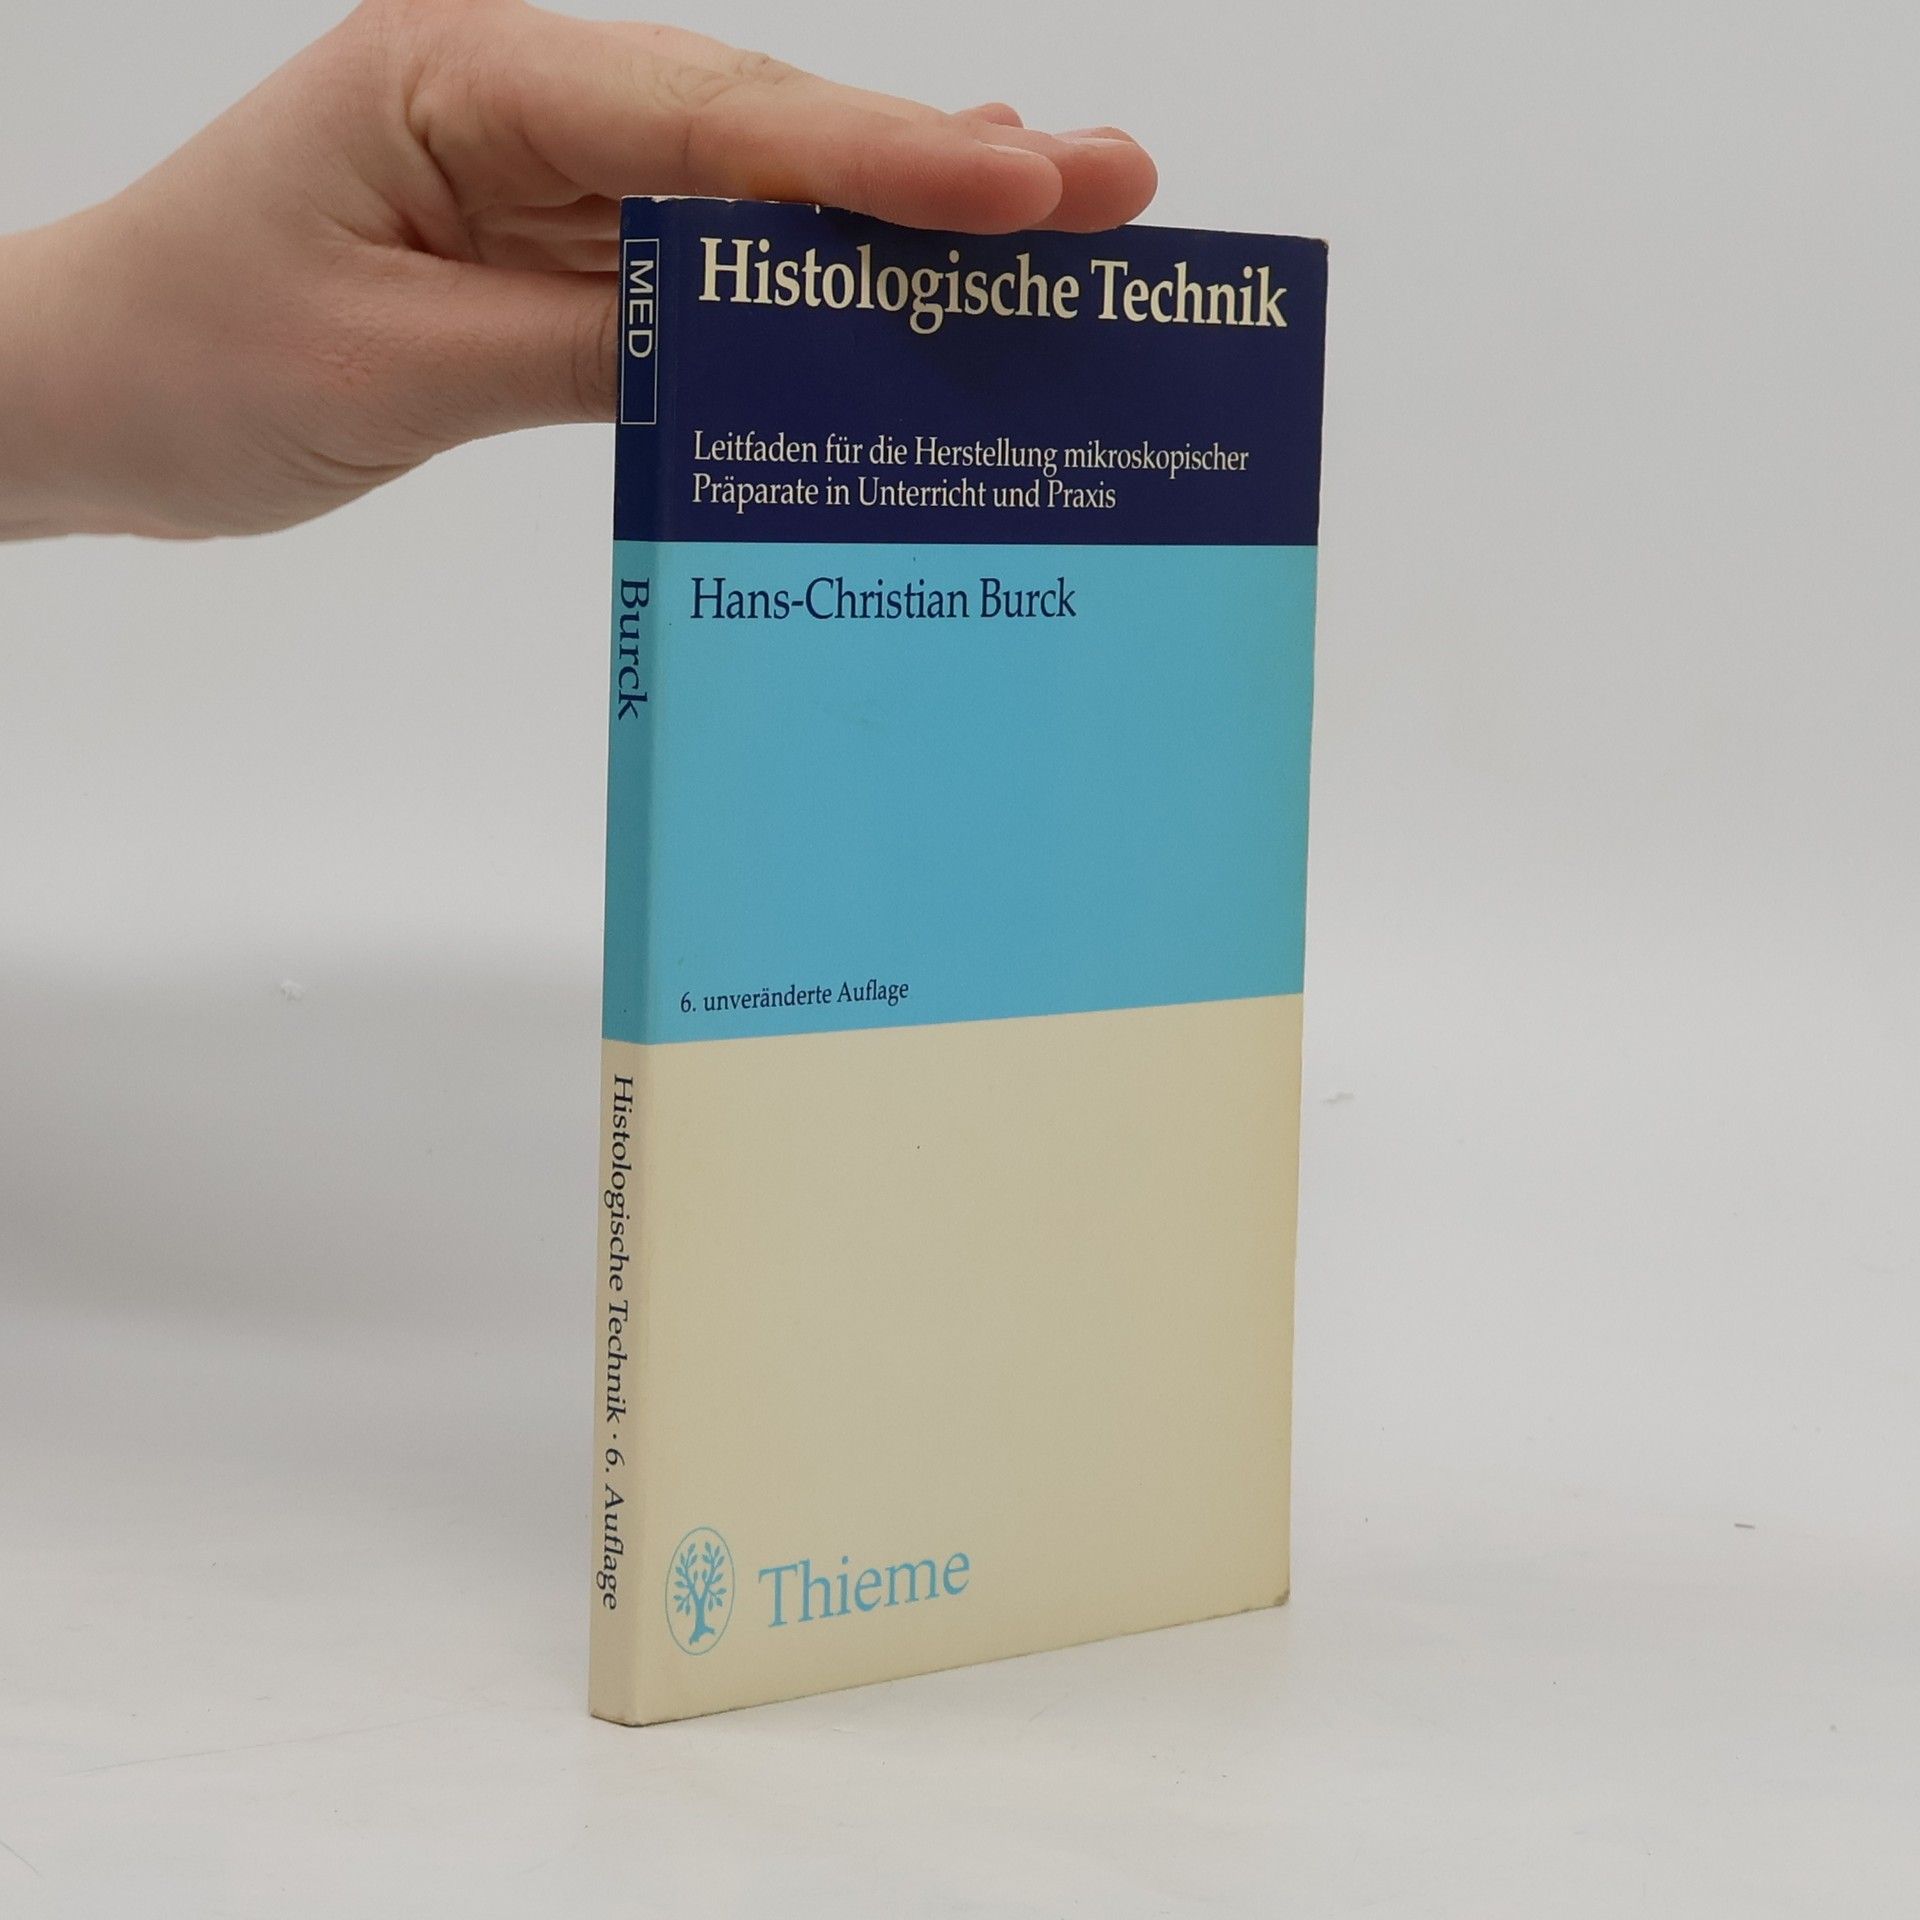 MED
Burck
Histologische Technik · 6. Auflage
Histologische Technik
Leitfaden für die Herstellung mikroskopischer
Präparate in Unterricht und Praxis
Hans-Christian Burck
6. unveränderte Auflage
Thieme